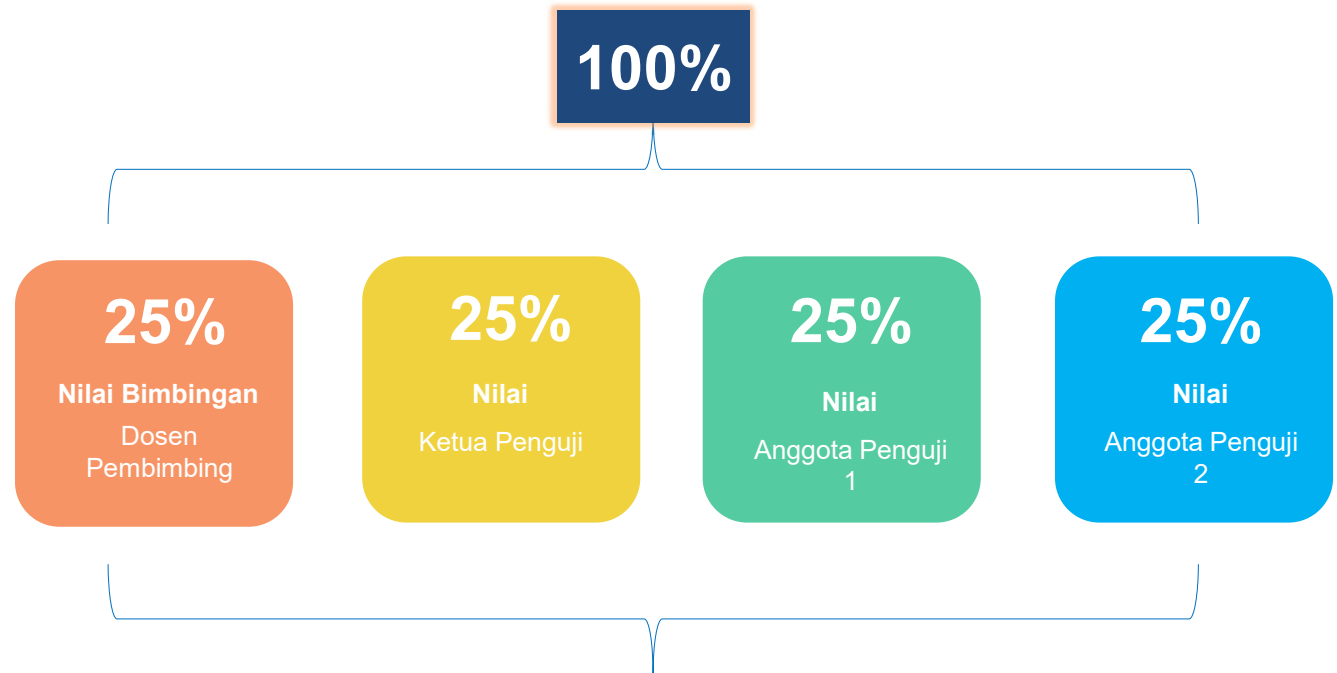 100%
25%
Nilai Bimbingan
Dosen
Pembimbing
25%
Nilai
Ketua Penguji
25%
Nilai
Anggota Penguji
1
25%
Nilai
Anggota Penguji
2